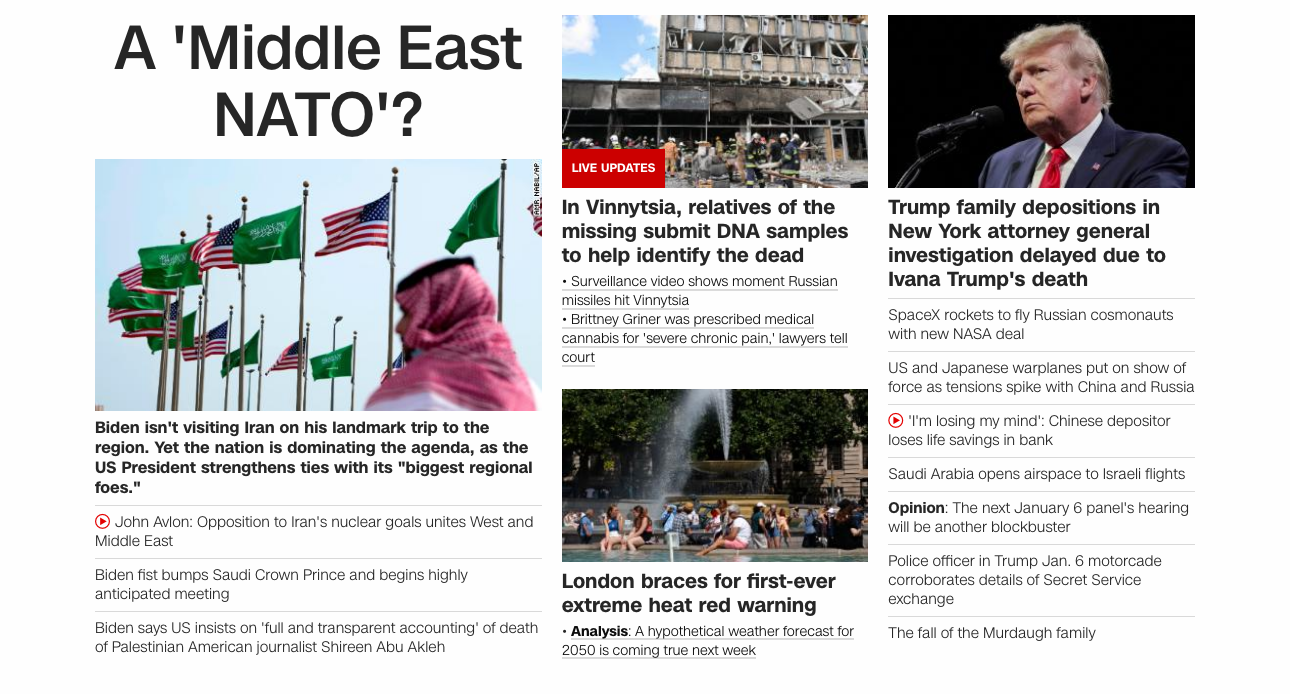 A 'Middle East
NATO'?
AMR NABIL/AP
Biden isn't visiting Iran on his landmark trip to the
region. Yet the nation is dominating the agenda, as the
US President strengthens ties with its "biggest regional
foes."
John Avlon: Opposition to Iran's nuclear goals unites West and
Middle East
Biden fist bumps Saudi Crown Prince and begins highly
anticipated meeting
Biden says US insists on 'full and transparent accounting' of death
of Palestinian American journalist Shireen Abu Akleh
LIVE UPDATES
In Vinnytsia, relatives of the
missing submit DNA samples
to help identify the dead
• Surveillance video shows moment Russian
missiles hit Vinnytsia
• Brittney Griner was prescribed medical
cannabis for 'severe chronic pain,' lawyers tell
court
London braces for first-ever
extreme heat red warning
• Analysis: A hypothetical weather forecast for
2050 is coming true next week
Trump family depositions in
New York attorney general
investigation delayed due to
Ivana Trump's death
SpaceX rockets to fly Russian cosmonauts
with new NASA deal
US and Japanese warplanes put on show of
force as tensions spike with China and Russia
'I'm losing my mind': Chinese depositor
loses life savings in bank
Saudi Arabia opens airspace to Israeli flights
Opinion: The next January 6 panel's hearing
will be another blockbuster
Police officer in Trump Jan. 6 motorcade
corroborates details of Secret Service
exchange
The fall of the Murdaugh family